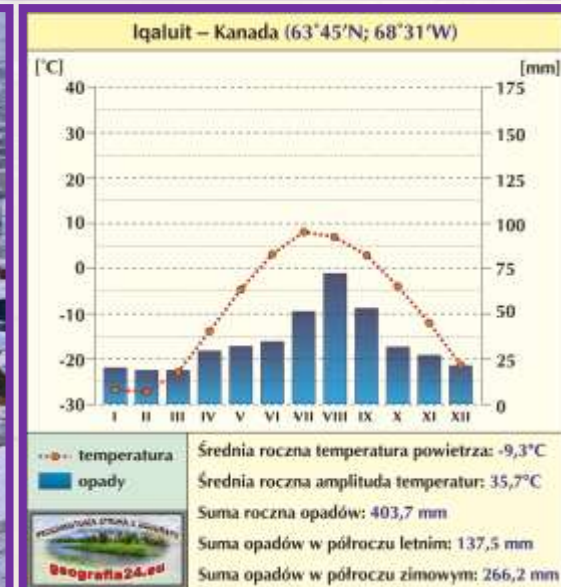 Iqaluit – Kanada (63°45'N; 68°31'W)
[°C] [mm]
40 175
30 150
20 125
10 100
0 75
-10 50
-20 25
-30 0
I II III IV V VI VII VIII IX X XI XII
temperatura
opady
Średnia roczna temperatura powietrza: -9,3°C
Średnia roczna amplituda temperatur: 35,7°C
Suma roczna opadów: 403,7 mm
Suma opadów w półroczu letnim: 137,5 mm
Suma opadów w półroczu zimowym: 266,2 mm
geografia24.eu